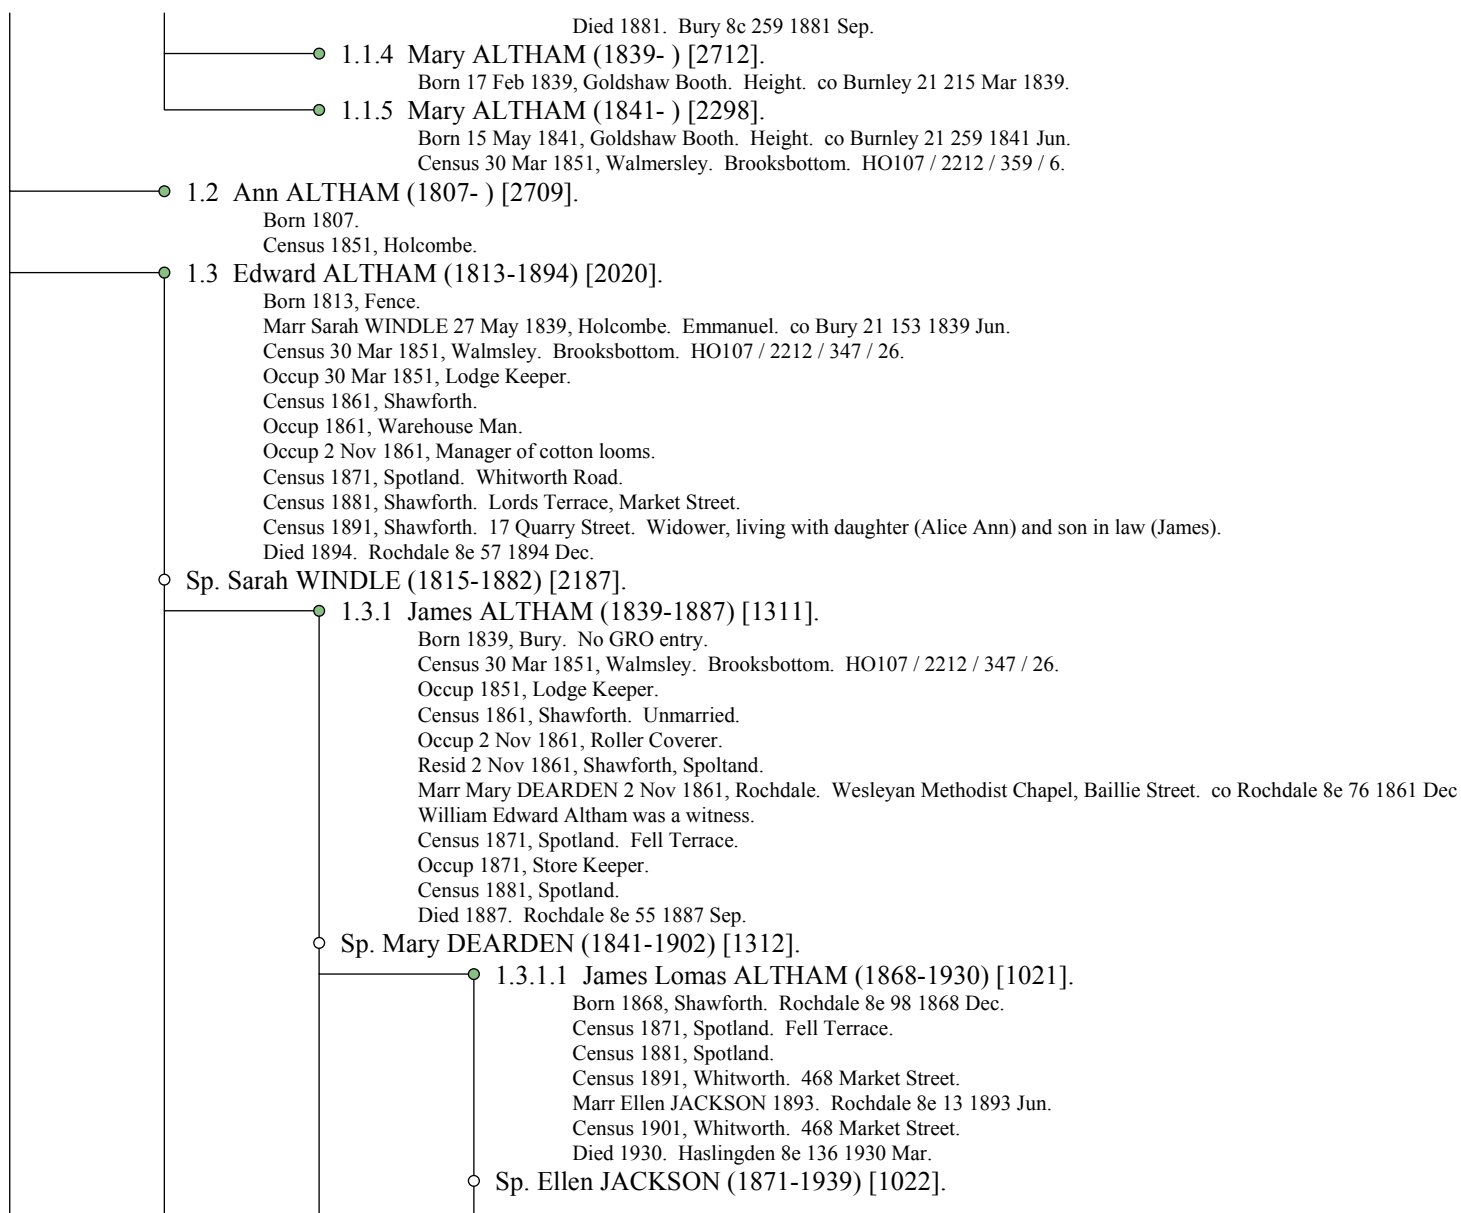 Died 1881.  Bury 8c 259 1881 Sep.
1.1.4  Mary ALTHAM (1839- ) [2712].
Born 17 Feb 1839, Goldshaw Booth.  Height.  co Burnley 21 215 Mar 1839.
1.1.5  Mary ALTHAM (1841- ) [2298].
Born 15 May 1841, Goldshaw Booth.  Height.  co Burnley 21 259 1841 Jun.
Census 30 Mar 1851, Walmersley.  Brooksbottom.  HO107 / 2212 / 359 / 6.
1.2  Ann ALTHAM (1807- ) [2709].
Born 1807.
Census 1851, Holcombe.
1.3  Edward ALTHAM (1813-1894) [2020].
Born 1813, Fence.
Marr Sarah WINDLE 27 May 1839, Holcombe.  Emmanuel.  co Bury 21 153 1839 Jun.
Census 30 Mar 1851, Walmsley.  Brooksbottom.  HO107 / 2212 / 347 / 26.
Occup 30 Mar 1851, Lodge Keeper.
Census 1861, Shawforth.
Occup 1861, Warehouse Man.
Occup 2 Nov 1861, Manager of cotton looms.
Census 1871, Spotland.  Whitworth Road.
Census 1881, Shawforth.  Lords Terrace, Market Street.
Census 1891, Shawforth.  17 Quarry Street.  Widower, living with daughter (Alice Ann) and son in law (James).
Died 1894.  Rochdale 8e 57 1894 Dec.
Sp. Sarah WINDLE (1815-1882) [2187].
1.3.1  James ALTHAM (1839-1887) [1311].
Born 1839, Bury.  No GRO entry.
Census 30 Mar 1851, Walmsley.  Brooksbottom.  HO107 / 2212 / 347 / 26.
Occup 1851, Lodge Keeper.
Census 1861, Shawforth.  Unmarried.
Occup 2 Nov 1861, Roller Coverer.
Resid 2 Nov 1861, Shawforth, Spoltand.
Marr Mary DEARDEN 2 Nov 1861, Rochdale.  Wesleyan Methodist Chapel, Baillie Street.  co Rochdale 8e 76 1861 Dec
William Edward Altham was a witness.
Census 1871, Spotland.  Fell Terrace.
Occup 1871, Store Keeper.
Census 1881, Spotland.
Died 1887.  Rochdale 8e 55 1887 Sep.
Sp. Mary DEARDEN (1841-1902) [1312].
1.3.1.1  James Lomas ALTHAM (1868-1930) [1021].
Born 1868, Shawforth.  Rochdale 8e 98 1868 Dec.
Census 1871, Spotland.  Fell Terrace.
Census 1881, Spotland.
Census 1891, Whitworth.  468 Market Street.
Marr Ellen JACKSON 1893.  Rochdale 8e 13 1893 Jun.
Census 1901, Whitworth.  468 Market Street.
Died 1930.  Haslingden 8e 136 1930 Mar.
Sp. Ellen JACKSON (1871-1939) [1022].